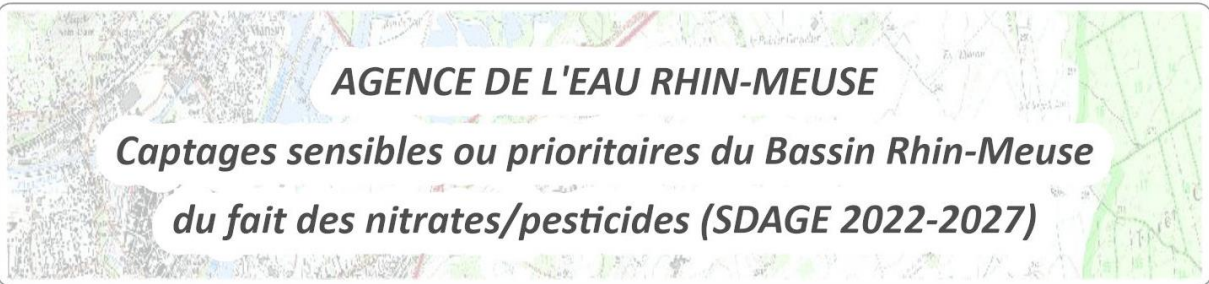 AGENCE DE L'EAU RHIN-MEUSE
Captages sensibles ou prioritaires du Bassin Rhin-Meuse
du fait des nitrates/pesticides (SDAGE 2022-2027)